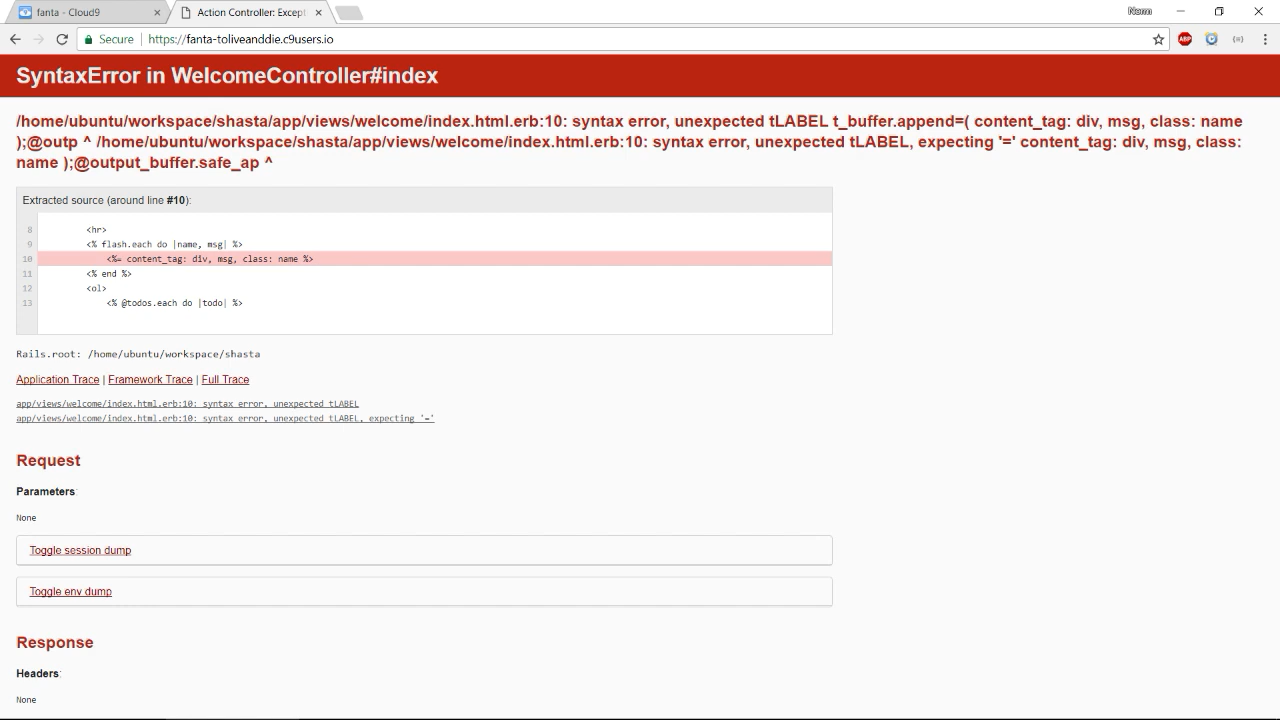 fanta - Cloud9
Action Controller: Except
Norm
Secure
https://fanta-toliveanddie.c9users.io
ABP
SyntaxError in WelcomeController#index
/home/ubuntu/workspace/shasta/app/views/welcome/index.html.erb:10: syntax error, unexpected tLABEL t_buffer.append=( content_tag: div, msg, class: name
);@outp ^ /home/ubuntu/workspace/shasta/app/views/welcome/index.html.erb:10: syntax error, unexpected tLABEL, expecting '=' content_tag: div, msg, class:
name );@output_buffer.safe_ap ^
Extracted source (around line #10):
8 <hr>
9 <% flash.each do |name, msg| %>
10 <%= content_tag: div, msg, class: name %>
11 <% end %>
12 <ol>
13 <% @todos.each do |todo| %>
Rails.root: /home/ubuntu/workspace/shasta
Application Trace | Framework Trace | Full Trace
app/views/welcome/index.html.erb:10: syntax error, unexpected tLABEL
app/views/welcome/index.html.erb:10: syntax error, unexpected tLABEL, expecting '='
Request
Parameters:
None
Toggle session dump
Toggle env dump
Response
Headers:
None